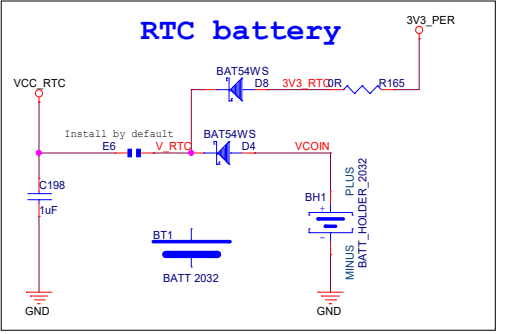 RTC battery
3V3_PER
BAT54WS
VCC_RTC
D8
3V3_RTC
0R
R165
Install by default
BAT54WS
E6
V_RTC
D4
VCOIN
C198
1uF
BH1
+
-
PLUS
MINUS
BATT_HOLDER_2032
BT1
BATT 2032
GND
GND